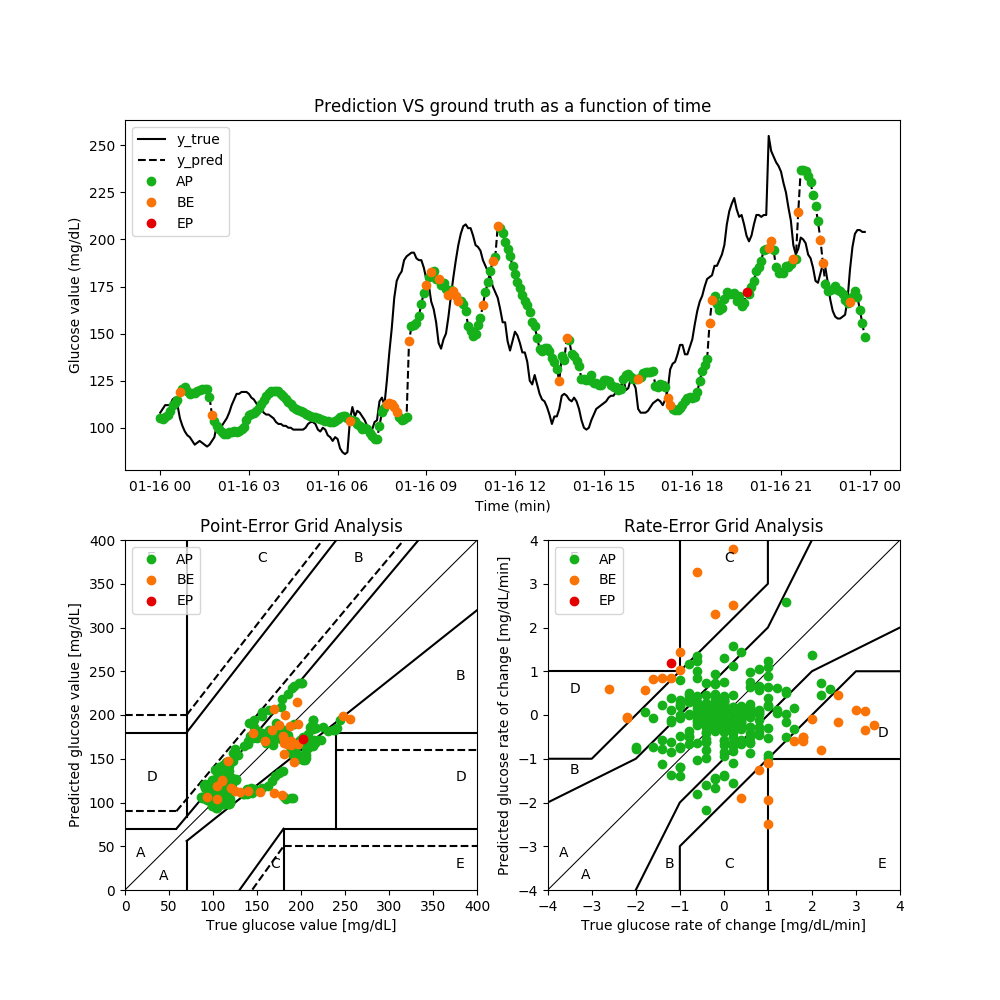 Prediction VS ground truth as a function of time
y_true
y_pred
AP
BE
EP
Glucose value (mg/dL)
250
225
200
175
150
125
100
01-16 00 01-16 03 01-16 06 01-16 09 01-16 12 01-16 15 01-16 18 01-16 21 01-17 00
Time (min)
Point-Error Grid Analysis
AP
BE
EP
C
B
B
D
D
A
A
C
E
Predicted glucose value [mg/dL]
400
350
300
250
200
150
100
50
0
0 50 100 150 200 250 300 350 400
True glucose value [mg/dL]
Rate-Error Grid Analysis
AP
BE
EP
C
D
D
B
A
A
B
C
E
Predicted glucose rate of change [mg/dL/min]
4
3
2
1
0
−1
−2
−3
−4
−4 −3 −2 −1 0 1 2 3 4
True glucose rate of change [mg/dL/min]